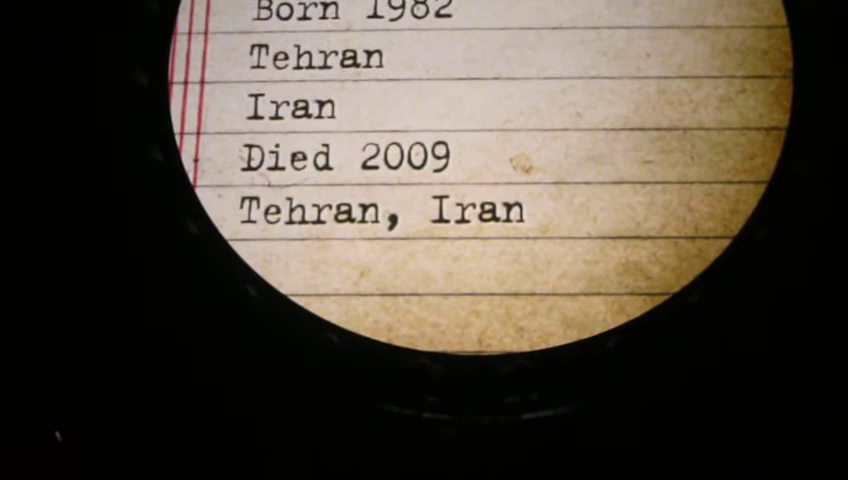 Born 1982
Tehran
Iran
Died 2009
Tehran, Iran